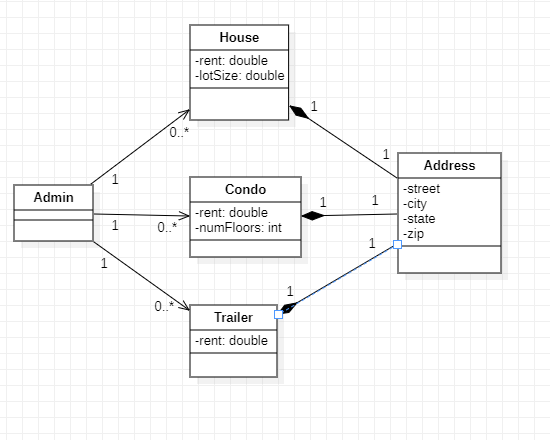 House
-rent: double
-lotSize: double
1
0..*
1
Address
-street
-city
-state
-zip
Admin
1
Condo
-rent: double
-numFloors: int
1
0..*
1
1
1
1
0..*
1
Trailer
-rent: double